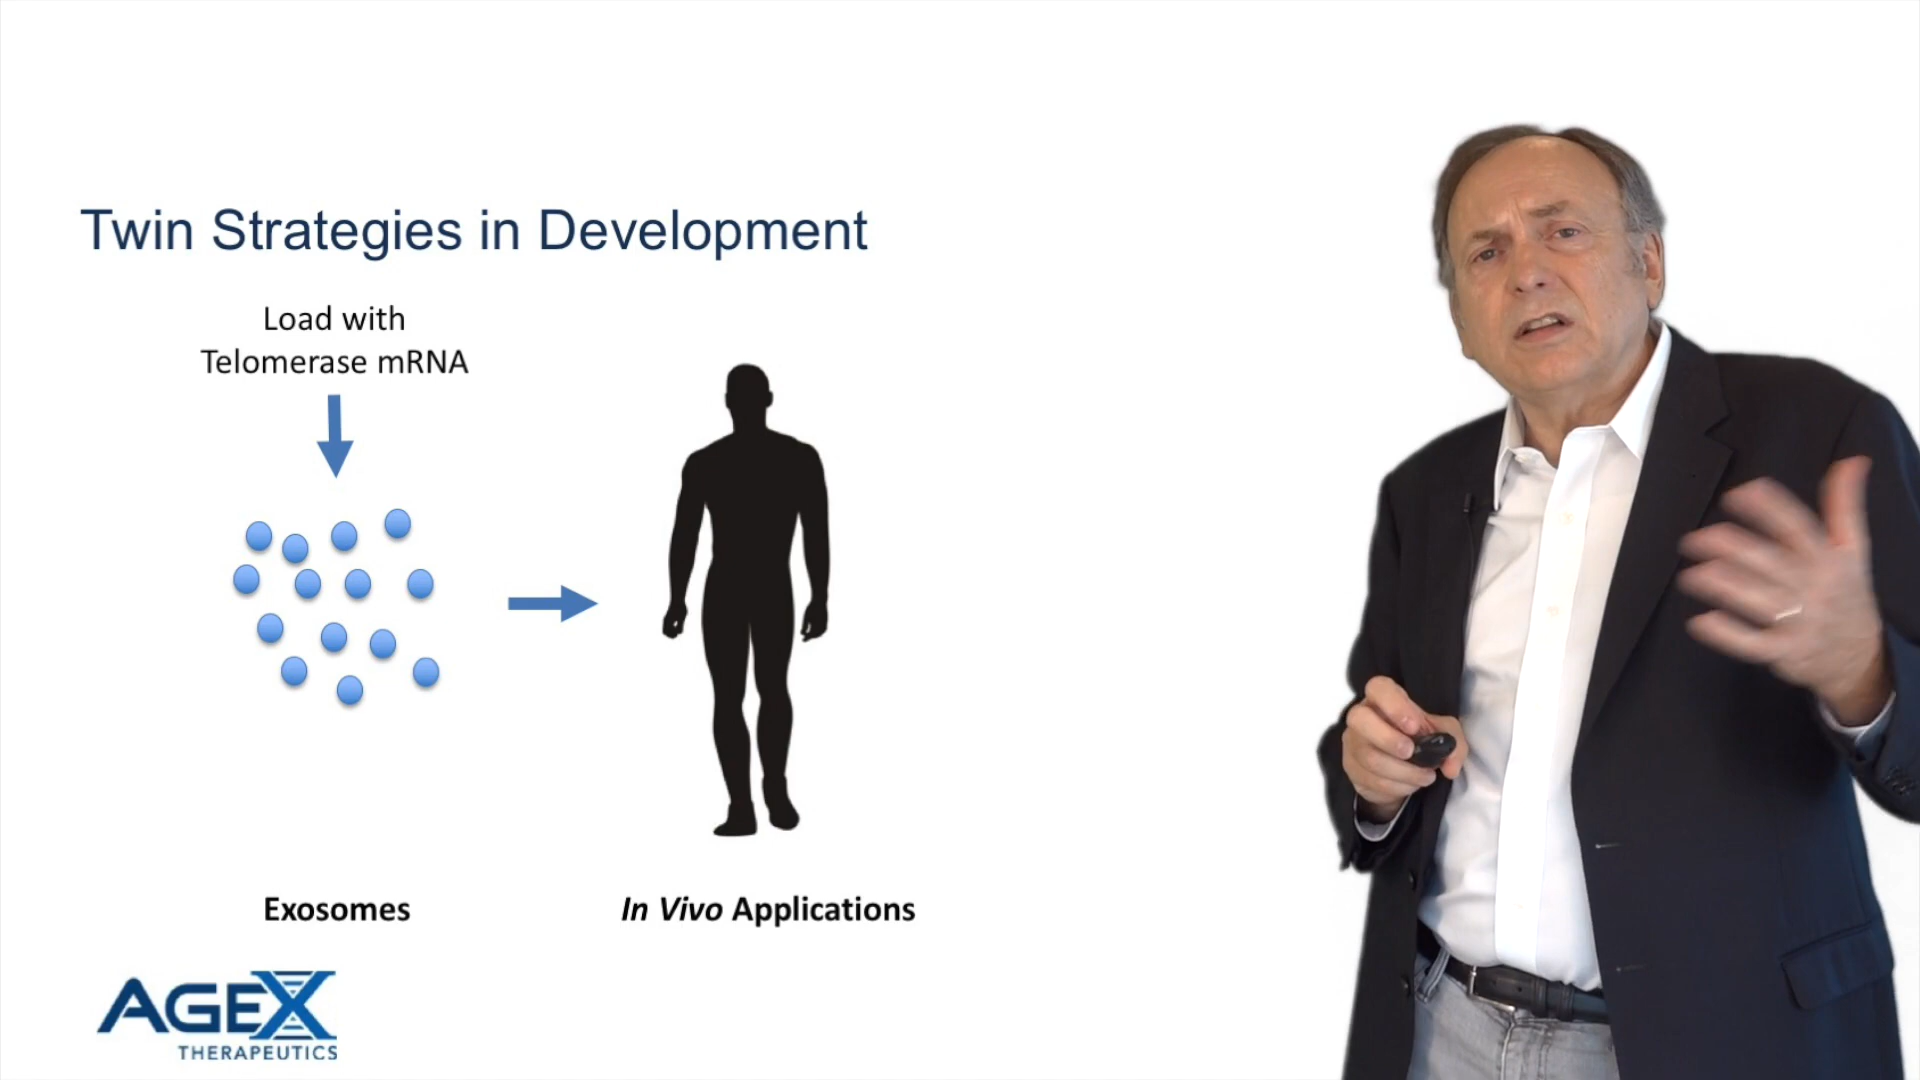 Twin Strategies in Development
Load with
Telomerase mRNA
Exosomes
In Vivo Applications
AGEX
THERAPEUTICS